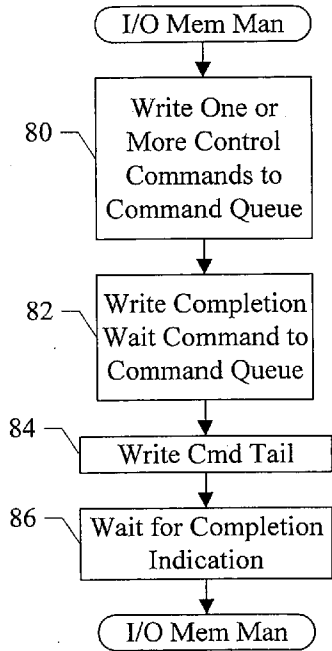 I/O Mem Man
80
Write One or
More Control
Commands to
Command Queue
82
Write Completion
Wait Command to
Command Queue
84
Write Cmd Tail
86
Wait for Completion
Indication
I/O Mem Man